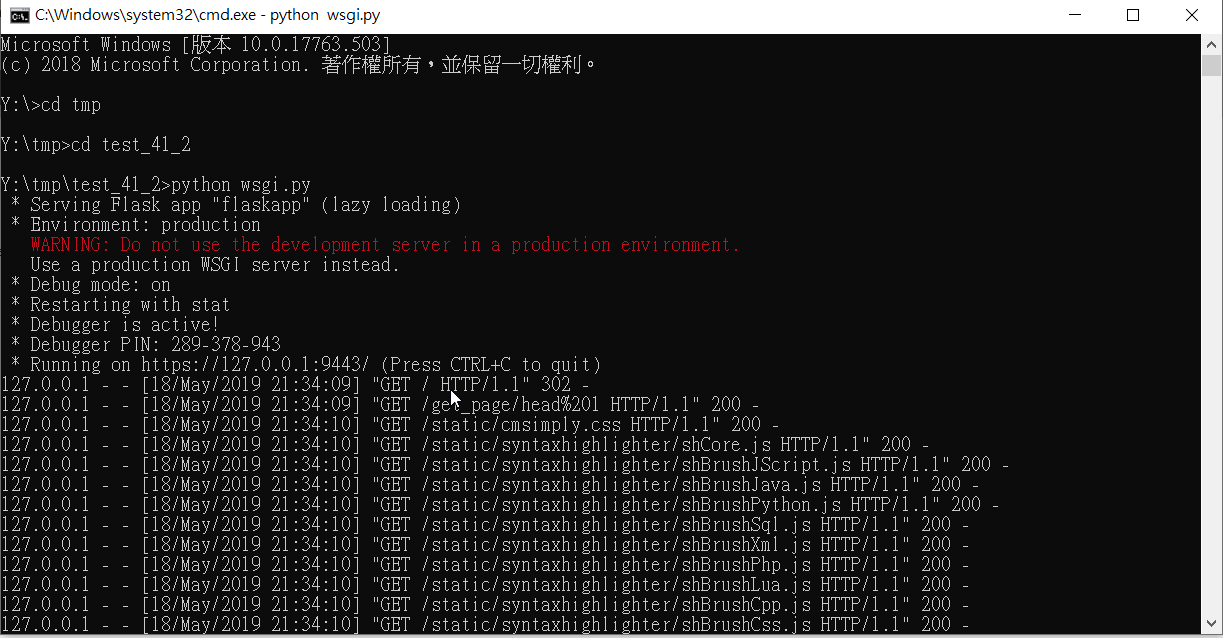 C:\Windows\system32\cmd.exe - python  wsgi.py
Microsoft Windows [版本 10.0.17763.503]
(c) 2018 Microsoft Corporation. 著作權所有，並保留一切權利。
Y:\>cd tmp
Y:\tmp>cd test_41_2
Y:\tmp\test_41_2>python wsgi.py
 * Serving Flask app "flaskapp" (lazy loading)
 * Environment: production
   WARNING: Do not use the development server in a production environment.
   Use a production WSGI server instead.
 * Debug mode: on
 * Restarting with stat
 * Debugger is active!
 * Debugger PIN: 289-378-943
 * Running on https://127.0.0.1:9443/ (Press CTRL+C to quit)
127.0.0.1 - - [18/May/2019 21:34:09] "GET / HTTP/1.1" 302 -
127.0.0.1 - - [18/May/2019 21:34:09] "GET /get_page/head%201 HTTP/1.1" 200 -
127.0.0.1 - - [18/May/2019 21:34:10] "GET /static/cmsimply.css HTTP/1.1" 200 -
127.0.0.1 - - [18/May/2019 21:34:10] "GET /static/syntaxhighlighter/shCore.js HTTP/1.1" 200 -
127.0.0.1 - - [18/May/2019 21:34:10] "GET /static/syntaxhighlighter/shBrushJScript.js HTTP/1.1" 200 -
127.0.0.1 - - [18/May/2019 21:34:10] "GET /static/syntaxhighlighter/shBrushJava.js HTTP/1.1" 200 -
127.0.0.1 - - [18/May/2019 21:34:10] "GET /static/syntaxhighlighter/shBrushPython.js HTTP/1.1" 200 -
127.0.0.1 - - [18/May/2019 21:34:10] "GET /static/syntaxhighlighter/shBrushSql.js HTTP/1.1" 200 -
127.0.0.1 - - [18/May/2019 21:34:10] "GET /static/syntaxhighlighter/shBrushXml.js HTTP/1.1" 200 -
127.0.0.1 - - [18/May/2019 21:34:10] "GET /static/syntaxhighlighter/shBrushPhp.js HTTP/1.1" 200 -
127.0.0.1 - - [18/May/2019 21:34:10] "GET /static/syntaxhighlighter/shBrushLua.js HTTP/1.1" 200 -
127.0.0.1 - - [18/May/2019 21:34:10] "GET /static/syntaxhighlighter/shBrushCpp.js HTTP/1.1" 200 -
127.0.0.1 - - [18/May/2019 21:34:10] "GET /static/syntaxhighlighter/shBrushCss.js HTTP/1.1" 200 -